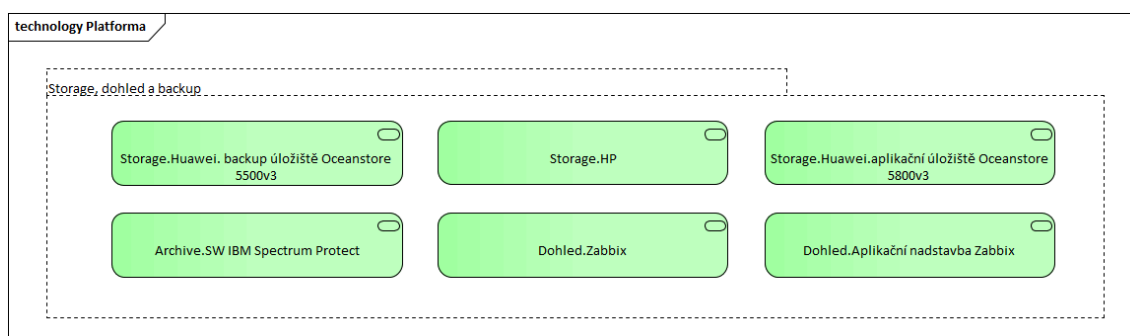 technology Platforma
Storage, dohled a backup
Storage.Huawei. backup úložiště Oceanstore
5500v3
Storage.HP
Storage.Huawei.aplikační úložiště Oceanstore
5800v3
Archive.SW IBM Spectrum Protect
Dohled.Zabbix
Dohled.Aplikační nadstavba Zabbix